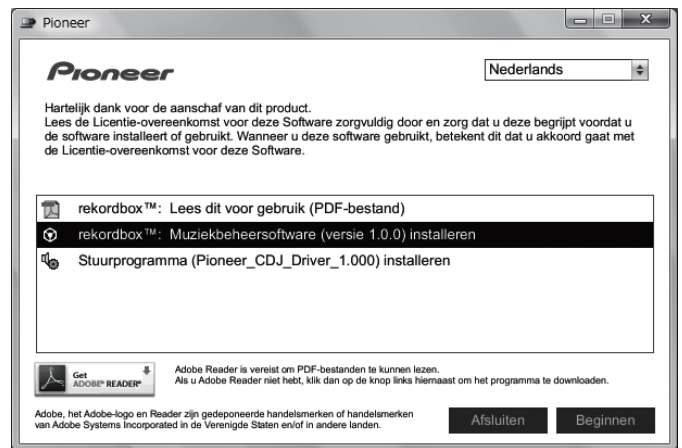 Pioneer
Pioneer
Nederlands
Hartelijk dank voor de aanschaf van dit product.
Lees de Licentie-overeenkomst voor deze Software zorgvuldig door en zorg dat u deze begrijpt voordat u
de software installeert of gebruikt. Wanneer u deze software gebruikt, betekent dit dat u akkoord gaat met
de Licentie-overeenkomst voor deze Software.
rekordbox™: Lees dit voor gebruik (PDF-bestand)
rekordbox™: Muziekbeheersoftware (versie 1.0.0) installeren
Stuurprogramma (Pioneer_CDJ_Driver_1.000) installeren
Get
ADOBE® READER®
Adobe Reader is vereist om PDF-bestanden te kunnen lezen.
Als u Adobe Reader niet hebt, klik dan op de knop links hiernaast om het programma te downloaden.
Adobe, het Adobe-logo en Reader zijn gedeponeerde handelsmerken of handelsmerken
van Adobe Systems Incorporated in de Verenigde Staten en/of in andere landen.
Afsluiten
Beginnen